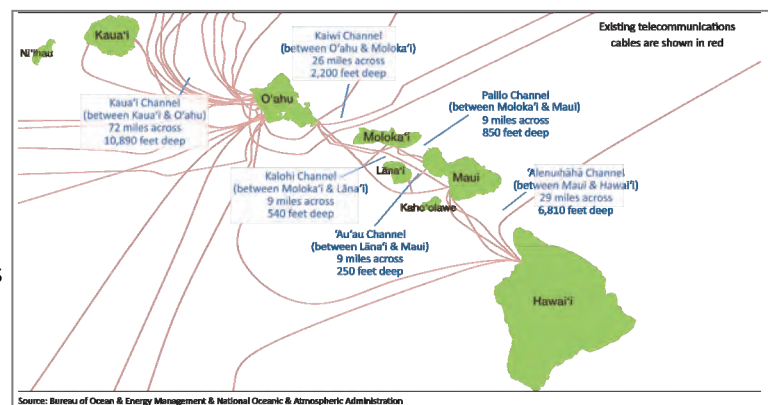 Existing telecommunications
cables are shown in red
Kaua'i
Ni'ihau
Kaiwi Channel
(between O'ahu & Moloka'i)
26 miles across
2,200 feet deep
O'ahu
Kaua'i Channel
(between Kaua'i & O'ahu)
72 miles across
10,890 feet deep
Pailio Channel
(between Moloka'i & Maui)
9 miles across
850 feet deep
Moloka'i
Lāna'i
Maui
Kaho'olawe
Kalohi Channel
(between Moloka'i & Lāna'i)
9 miles across
540 feet deep
'Alenuihāhā Channel
(between Maui & Hawai'i)
29 miles across
6,810 feet deep
'Au'au Channel
(between Lāna'i & Maui)
9 miles across
250 feet deep
s
Hawai'i
Source: Bureau of Ocean & Energy Management & National Oceanic & Atmospheric Administration